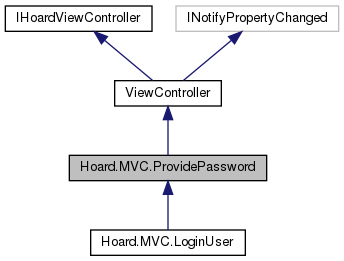 IHoardViewController
INotifyPropertyChanged
ViewController
Hoard.MVC.ProvidePassword
Hoard.MVC.LoginUser